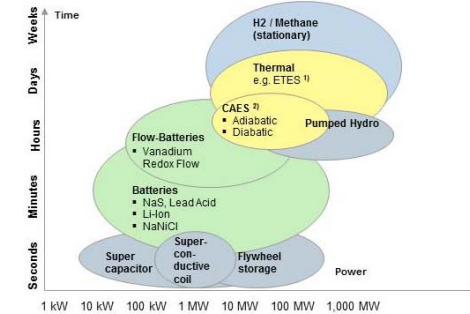 Weeks
Days
Hours
Minutes
Seconds
Time
H2 / Methane
(stationary)
Thermal
e.g. ETES 1)
CAES 2)
▪ Adiabatic
▪ Diabatic
Pumped Hydro
Flow-Batteries
▪ Vanadium
Redox Flow
Batteries
▪ NaS, Lead Acid
▪ Li-Ion
▪ NaNiCl
Super
capacitor
Super-
con-
ductive
coil
Flywheel
storage
Power
1 kW 10 kW 100 kW 1 MW 10 MW 100 MW 1,000 MW